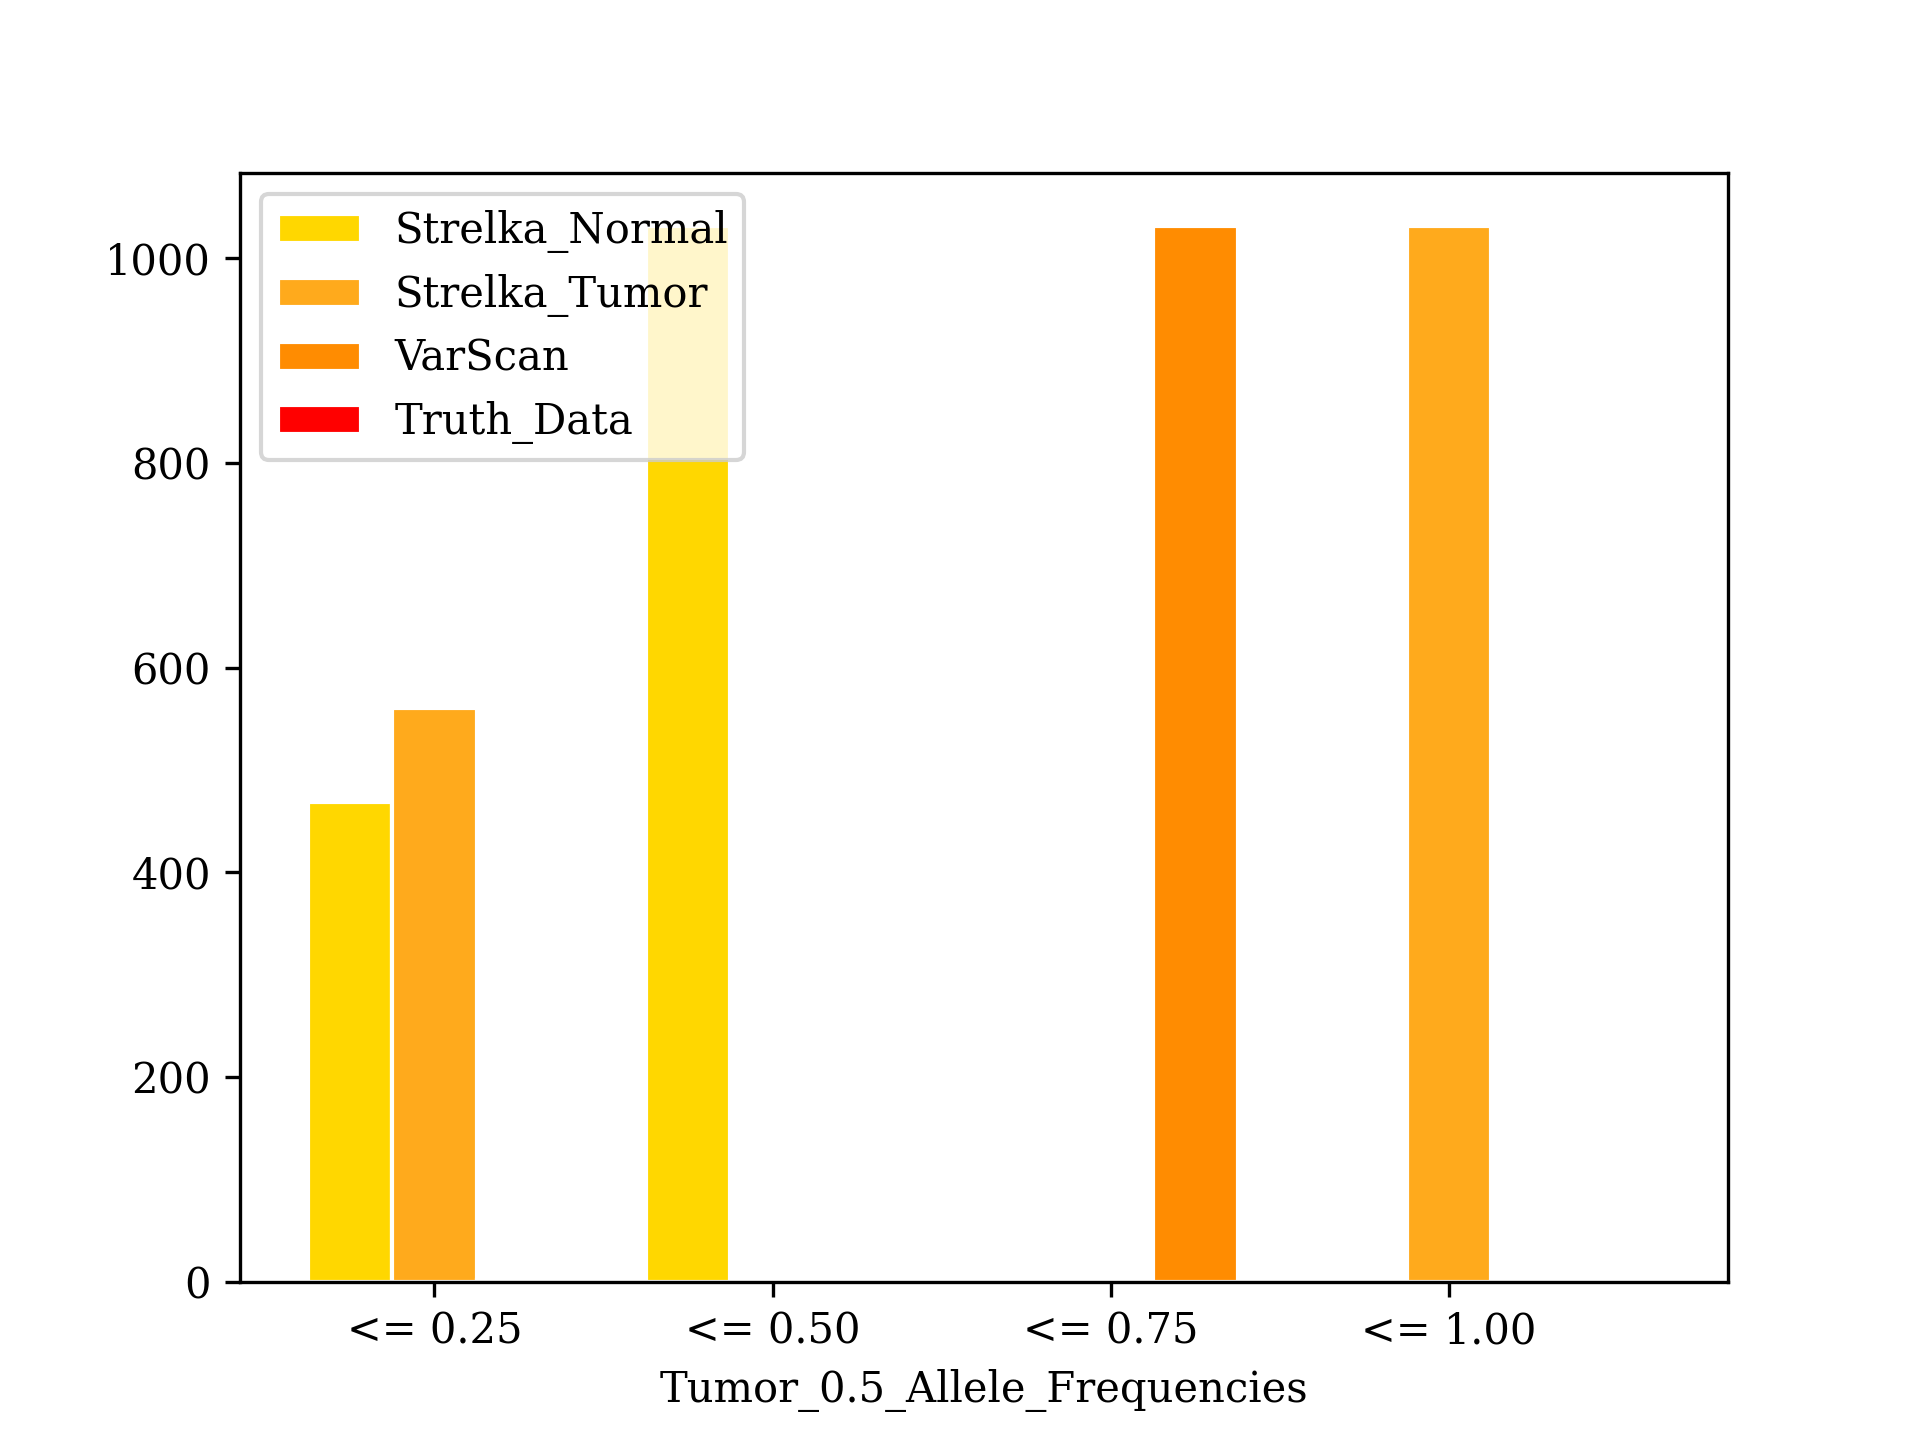 Strelka_Normal
Strelka_Tumor
VarScan
Truth_Data
1000
800
600
400
200
0
<= 0.25 <= 0.50 <= 0.75 <= 1.00
Tumor_0.5_Allele_Frequencies